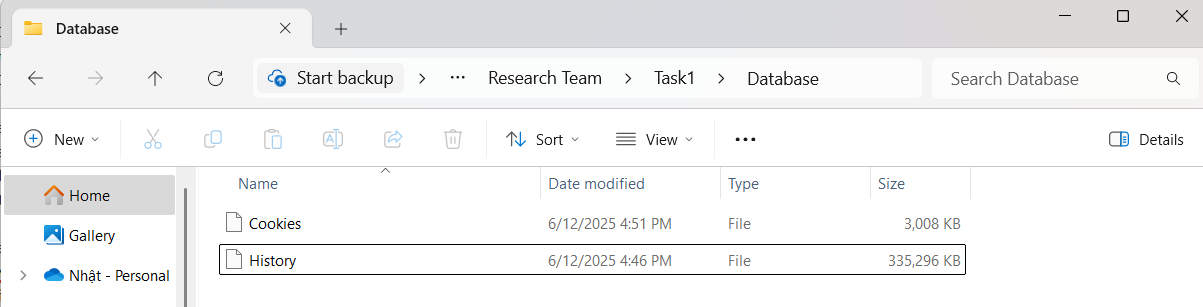 Database
Start backup > ... Research Team > Task1 > Database
Search Database
New
Sort
View
Details
Home
Gallery
Nhật - Personal
Name Date modified Type Size
Cookies 6/12/2025 4:51 PM File 3,008 KB
History 6/12/2025 4:46 PM File 335,296 KB